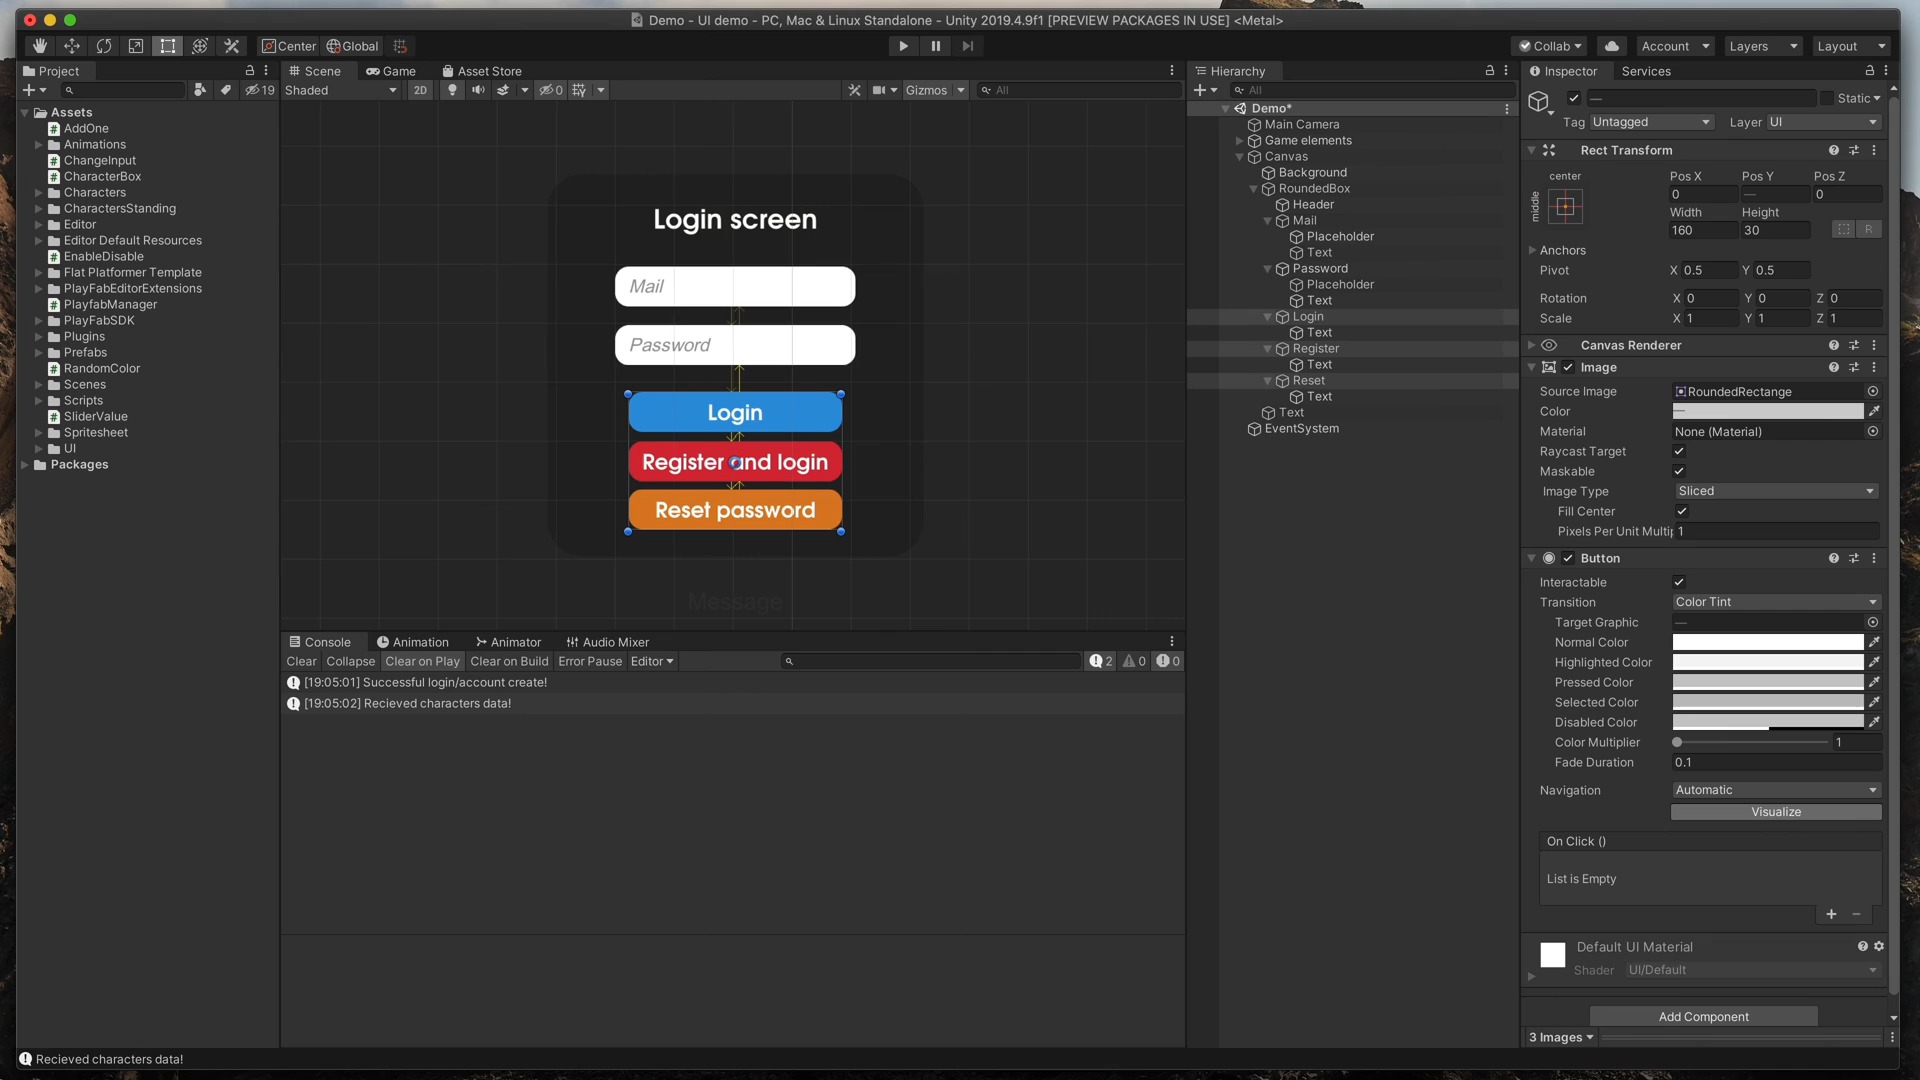 Demo - UI demo - PC, Mac & Linux Standalone - Unity 2019.4.9f1 [PREVIEW PACKAGES IN USE] <Metal>
Center Global Collab Account Layers Layout
Project
19
Assets
AddOne
Animations
ChangeInput
CharacterBox
Characters
CharactersStanding
Editor
Editor Default Resources
EnableDisable
Flat Platformer Template
PlayFabEditorExtensions
PlayfabManager
PlayFabSDK
Plugins
Prefabs
RandomColor
Scenes
Scripts
SliderValue
Spritesheet
UI
Packages
Scene Game Asset Store
Shaded 2D 0 Gizmos All
Login screen
Mail
Password
Login
Register and login
Reset password
Message
Console Animation Animator Audio Mixer
Clear Collapse Clear on Play Clear on Build Error Pause Editor 2 0 0
[19:05:01] Successful login/account create!
[19:05:02] Recieved characters data!
Hierarchy
All
Demo*
Main Camera
Game elements
Canvas
Background
RoundedBox
Header
Mail
Placeholder
Text
Password
Placeholder
Text
Login
Text
Register
Text
Reset
Text
Text
EventSystem
Inspector Services
— Static
Tag Untagged Layer UI
Rect Transform
center
middle
Pos X Pos Y Pos Z
0 — 0
Width Height
160 30 R
Anchors
Pivot X 0.5 Y 0.5
Rotation X 0 Y 0 Z 0
Scale X 1 Y 1 Z 1
Canvas Renderer
Image
Source Image RoundedRectange
Color —
Material None (Material)
Raycast Target
Maskable
Image Type Sliced
Fill Center
Pixels Per Unit Multip 1
Button
Interactable
Transition Color Tint
Target Graphic —
Normal Color
Highlighted Color
Pressed Color
Selected Color
Disabled Color
Color Multiplier 1
Fade Duration 0.1
Navigation Automatic
Visualize
On Click ()
List is Empty
+ −
Default UI Material
Shader UI/Default
Add Component
3 Images
Recieved characters data!